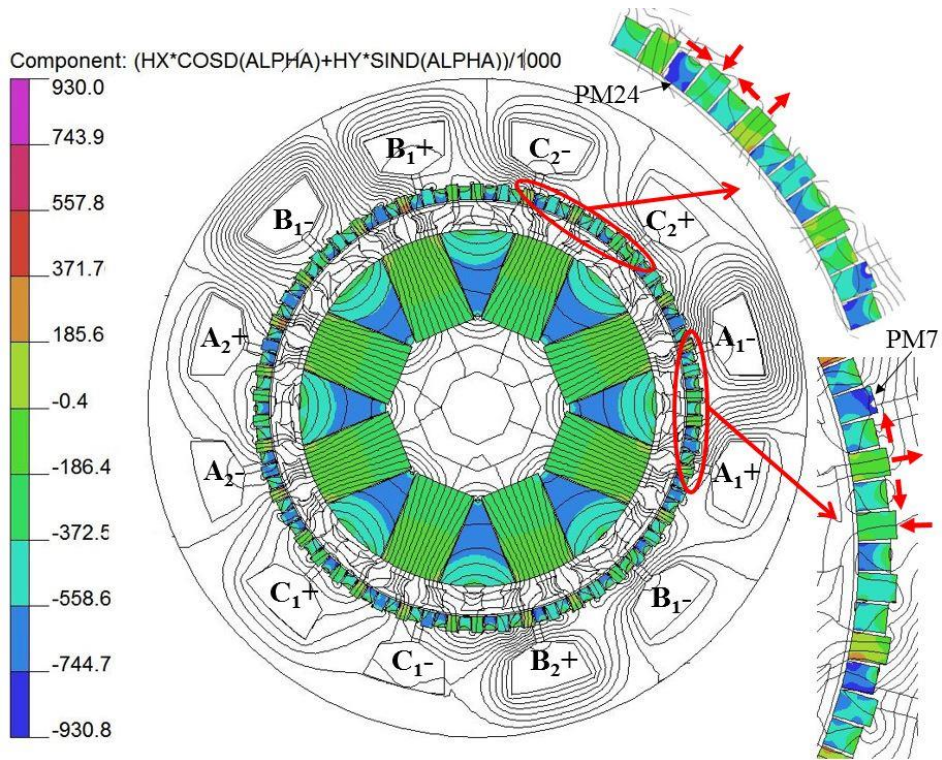 Component: (HX*COSD(ALPHA)+HY*SIND(ALPHA))/1000
930.0
743.9
557.8
371.7
185.6
-0.4
-186.4
-372.5
-558.6
-744.7
-930.8
PM24
B₁+
C₂-
B₁-
C₂+
A₂+
A₁-
PM7
A₂-
A₁+
C₁+
B₁-
C₁-
B₂+